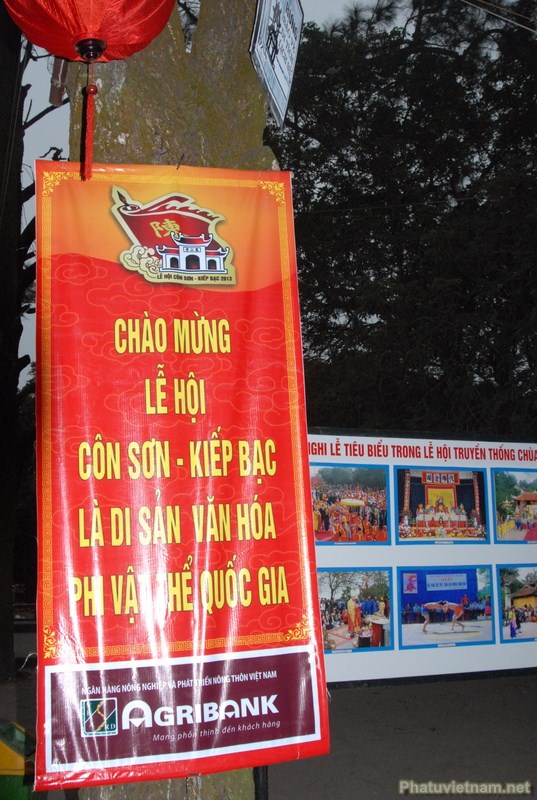 陳
LỄ HỘI CÔN SƠN - KIẾP BẠC 2013
CHÀO MỪNG
LỄ HỘI
CÔN SƠN - KIẾP BẠC
LÀ DI SẢN VĂN HÓA
PHI VẬT THỂ QUỐC GIA
NGÂN HÀNG NÔNG NGHIỆP VÀ PHÁT TRIỂN NÔNG THÔN VIỆT NAM
AGRIBANK
Mang phồn thịnh đến khách hàng
NGHI LỄ TIÊU BIỂU TRONG LỄ HỘI TRUYỀN THỐNG CHÙA
Phatuvietnam.net